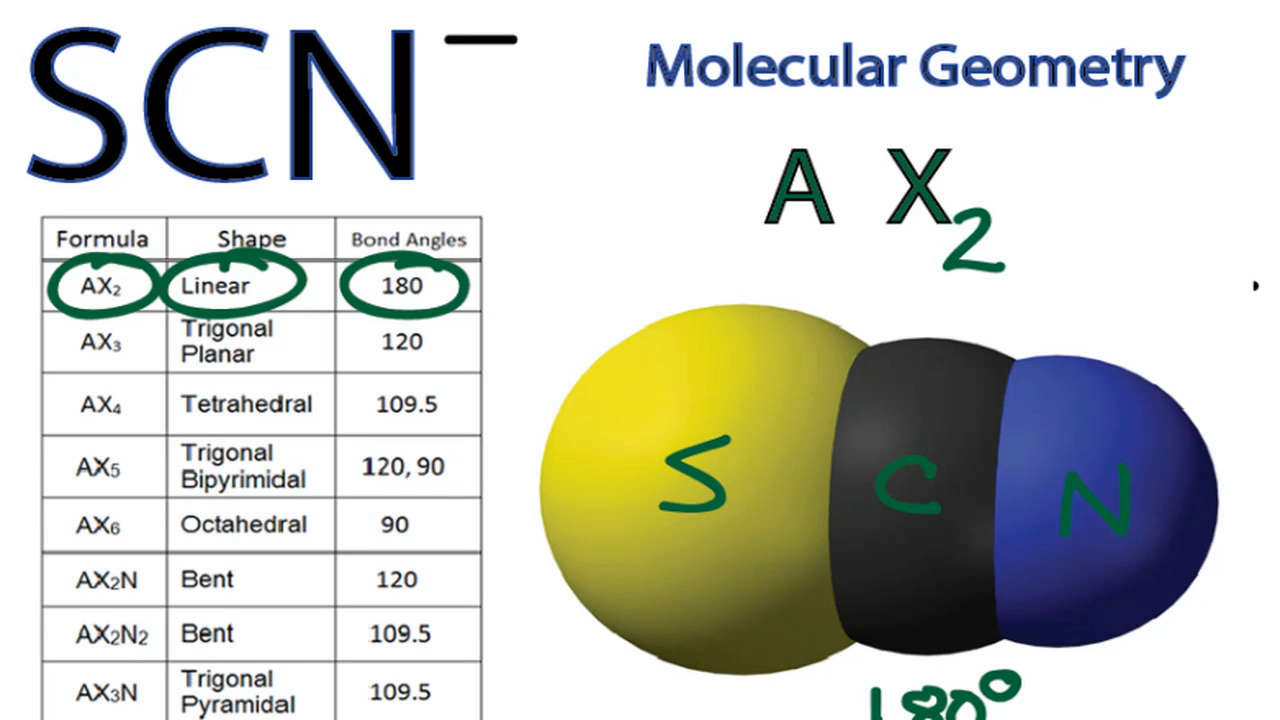 SCN⁻
Molecular Geometry
A X₂
Formula Shape Bond Angles
AX₂ Linear 180
AX₃ Trigonal Planar 120
AX₄ Tetrahedral 109.5
AX₅ Trigonal Bipyrimidal 120, 90
AX₆ Octahedral 90
AX₂N Bent 120
AX₂N₂ Bent 109.5
AX₃N Trigonal Pyramidal 109.5
S C N
180°